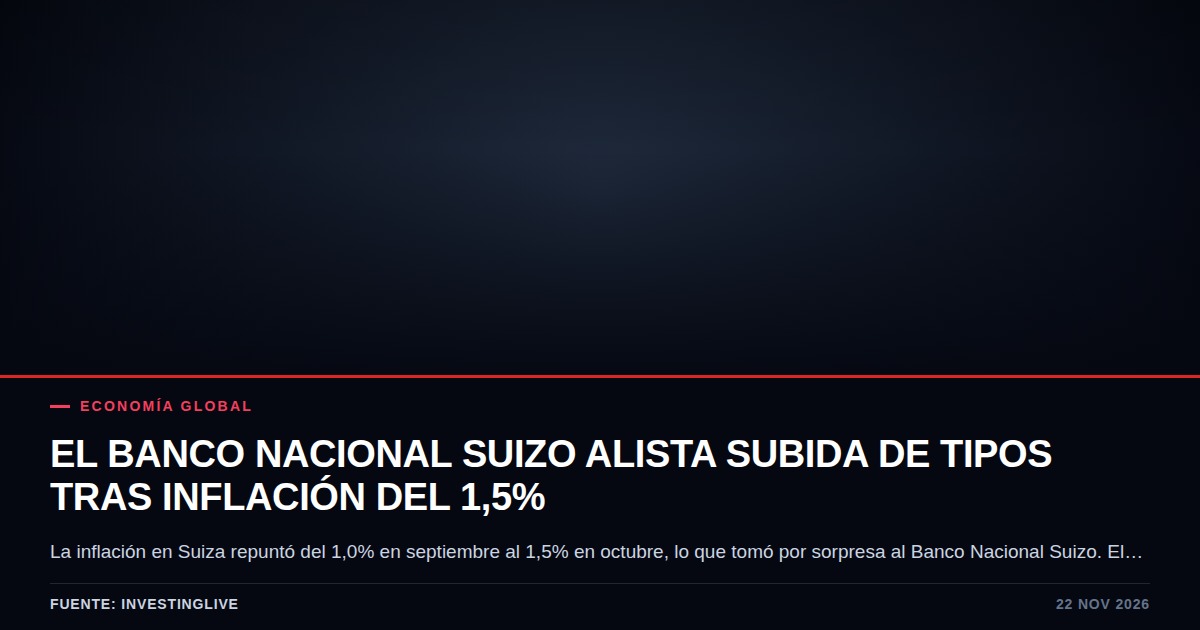 ECONOMÍA GLOBAL
EL BANCO NACIONAL SUIZO ALISTA SUBIDA DE TIPOS
TRAS INFLACIÓN DEL 1,5%
La inflación en Suiza repuntó del 1,0% en septiembre al 1,5% en octubre, lo que tomó por sorpresa al Banco Nacional Suizo. El…
FUENTE: INVESTINGLIVE
22 NOV 2026